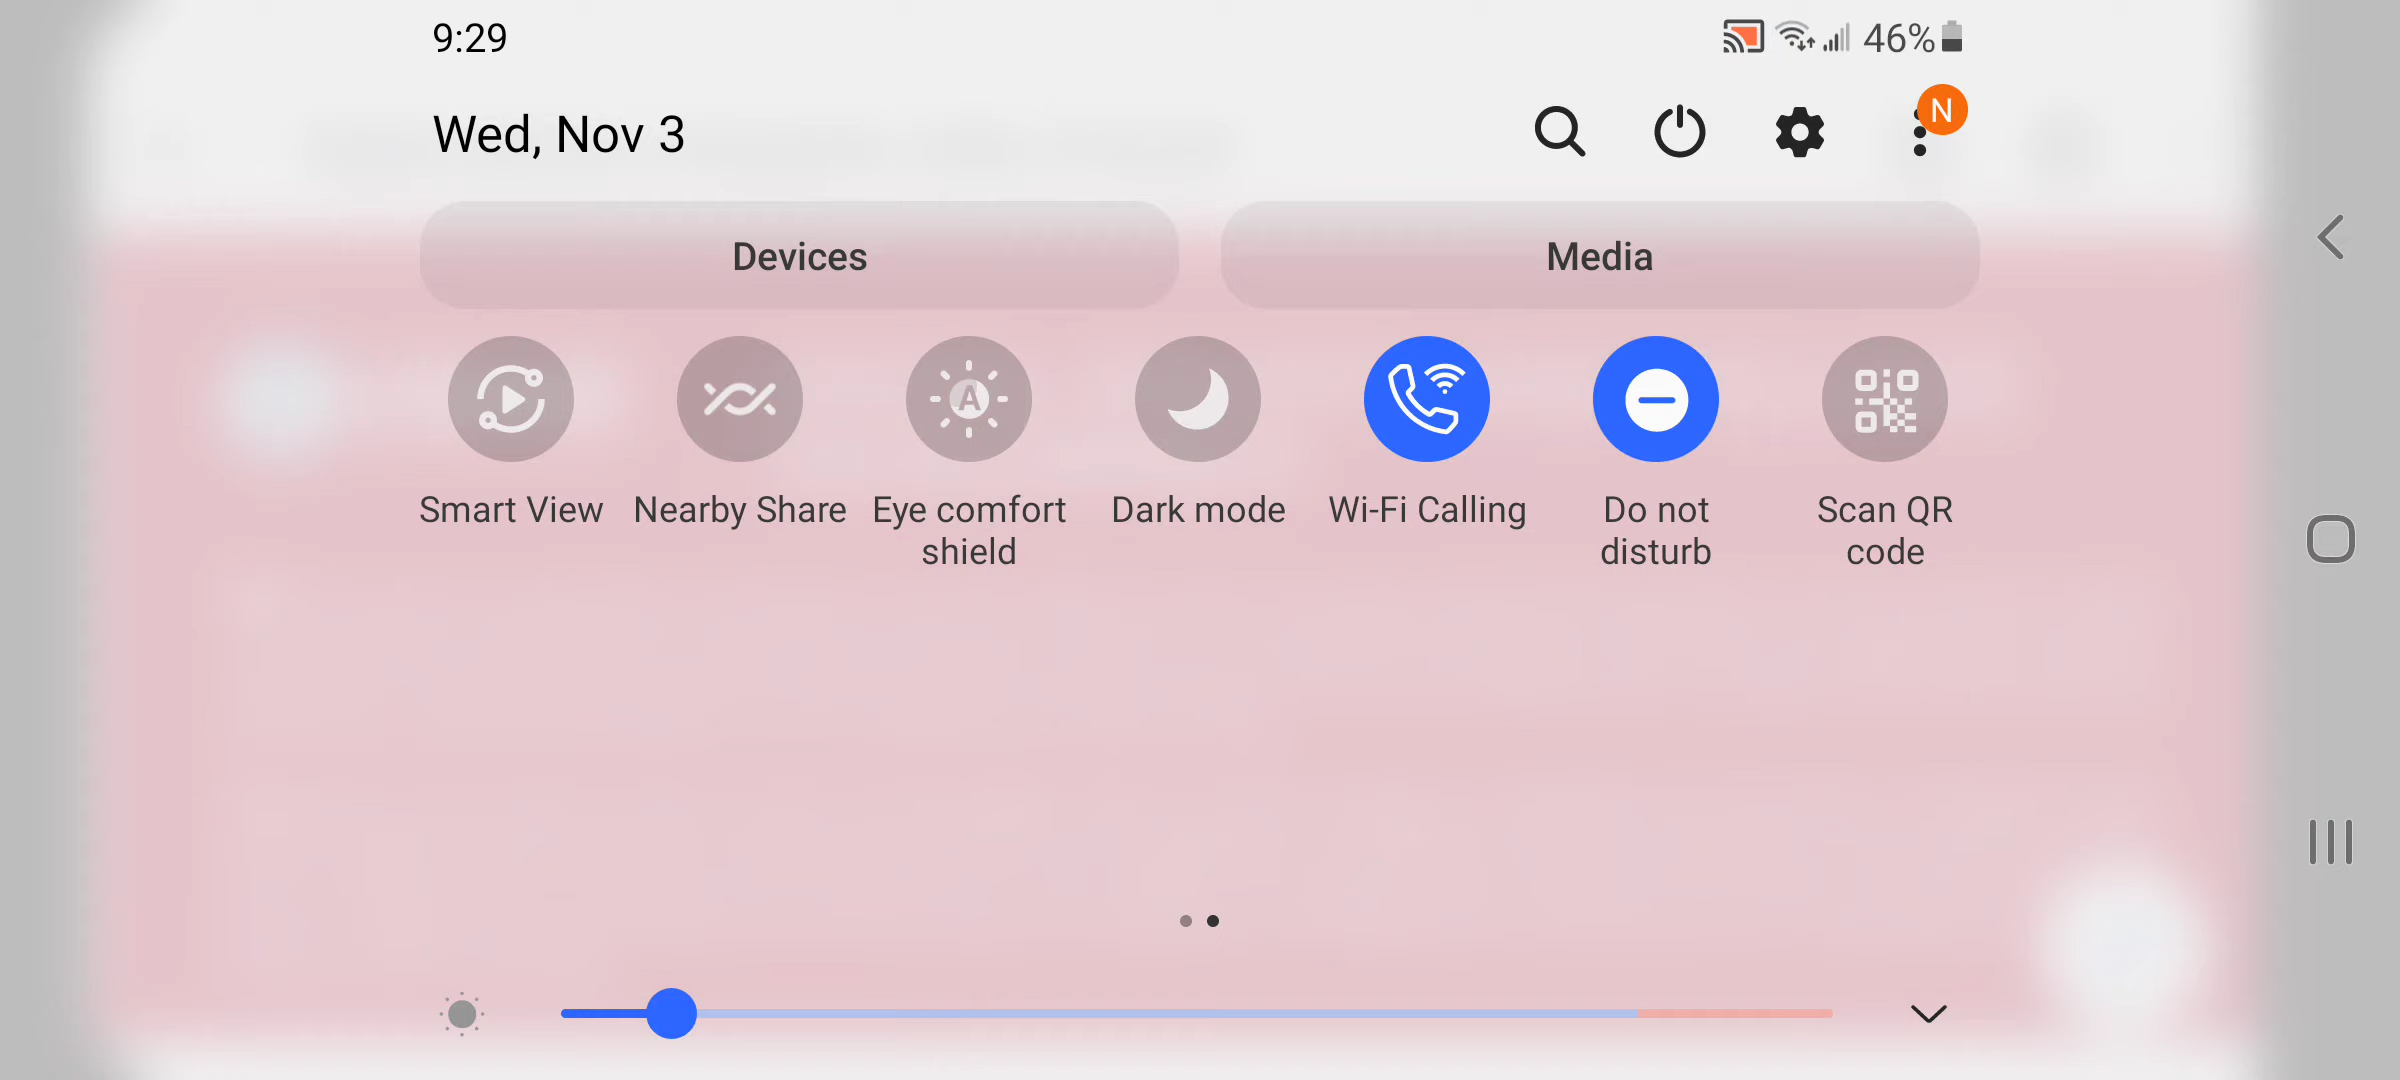 9:29
46%
Wed, Nov 3
N
Devices
Media
A
Smart View
Nearby Share
Eye comfort
shield
Dark mode
Wi-Fi Calling
Do not
disturb
Scan QR
code